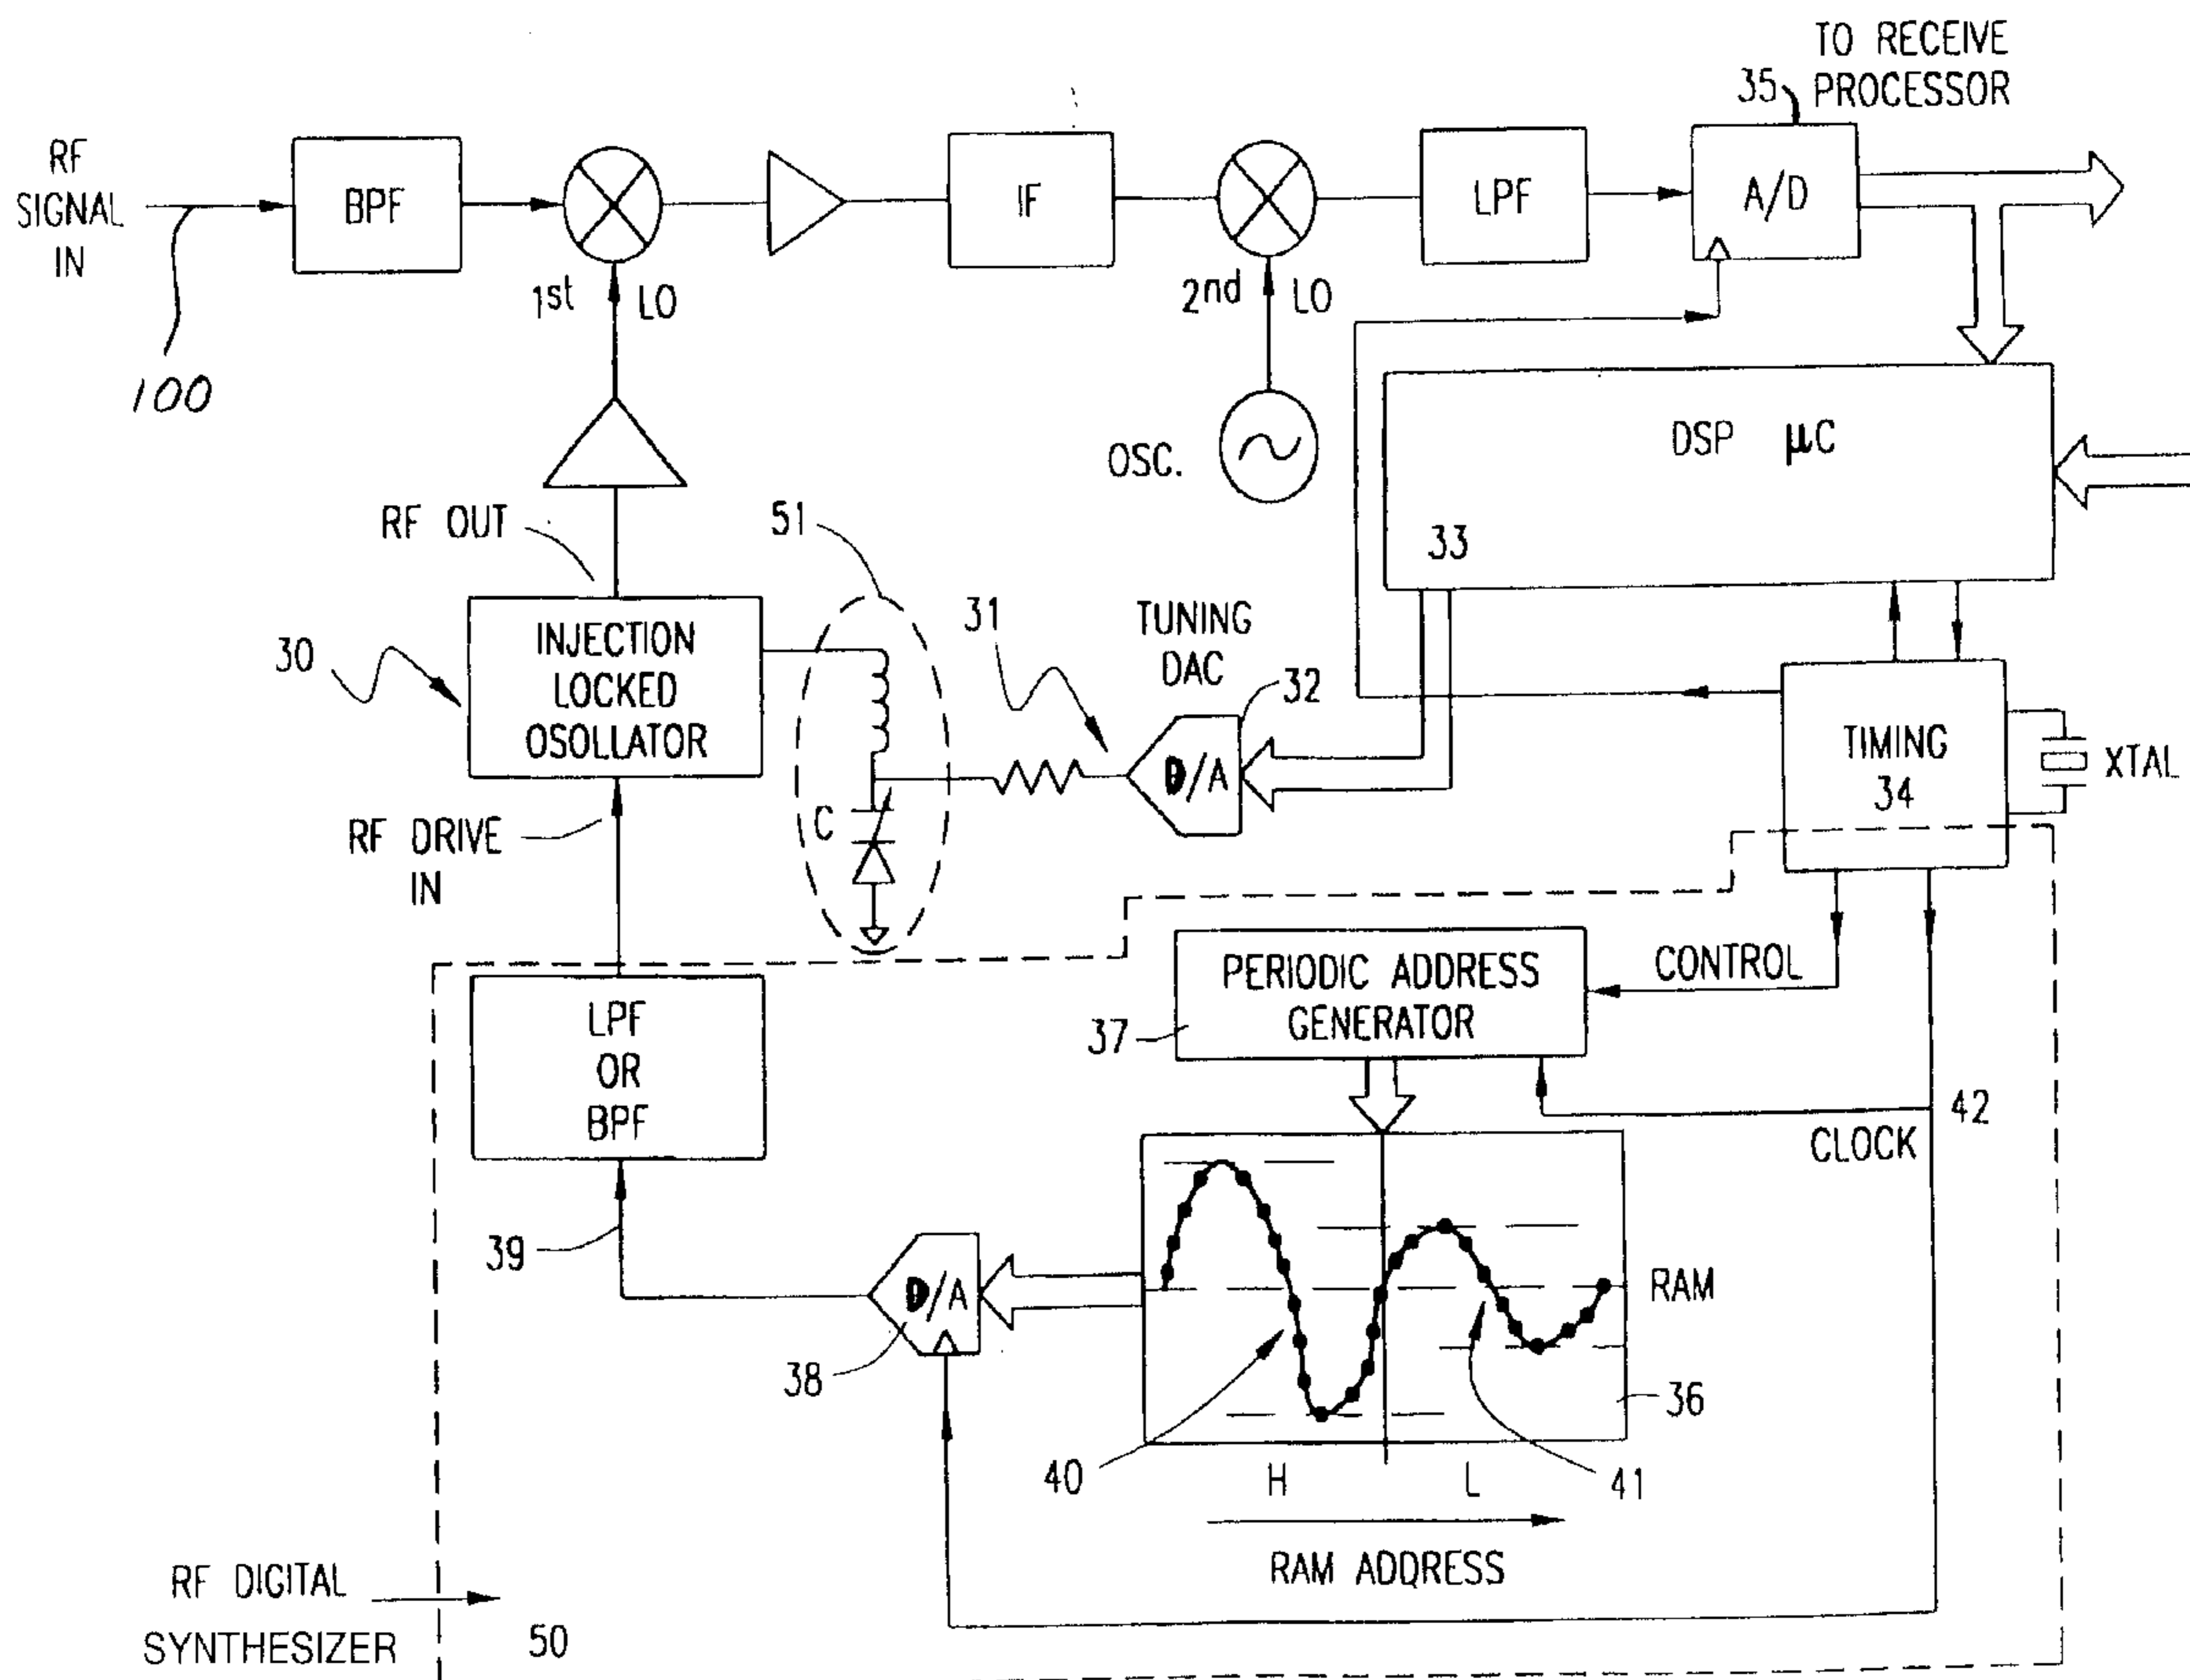 TO RECEIVE
PROCESSOR
35
RF
SIGNAL
IN
BPF
IF
LPF
A/D
1st
LO
2nd
LO
100
OSC.
DSP μC
33
RF OUT
51
30
INJECTION
LOCKED
OSOLLATOR
31
TUNING
DAC
32
D/A
TIMING
34
XTAL
C
RF DRIVE
IN
PERIODIC ADDRESS
GENERATOR
37
CONTROL
LPF
OR
BPF
42
CLOCK
39
D/A
38
RAM
36
40
H
L
41
RAM ADDRESS
RF DIGITAL
SYNTHESIZER
50